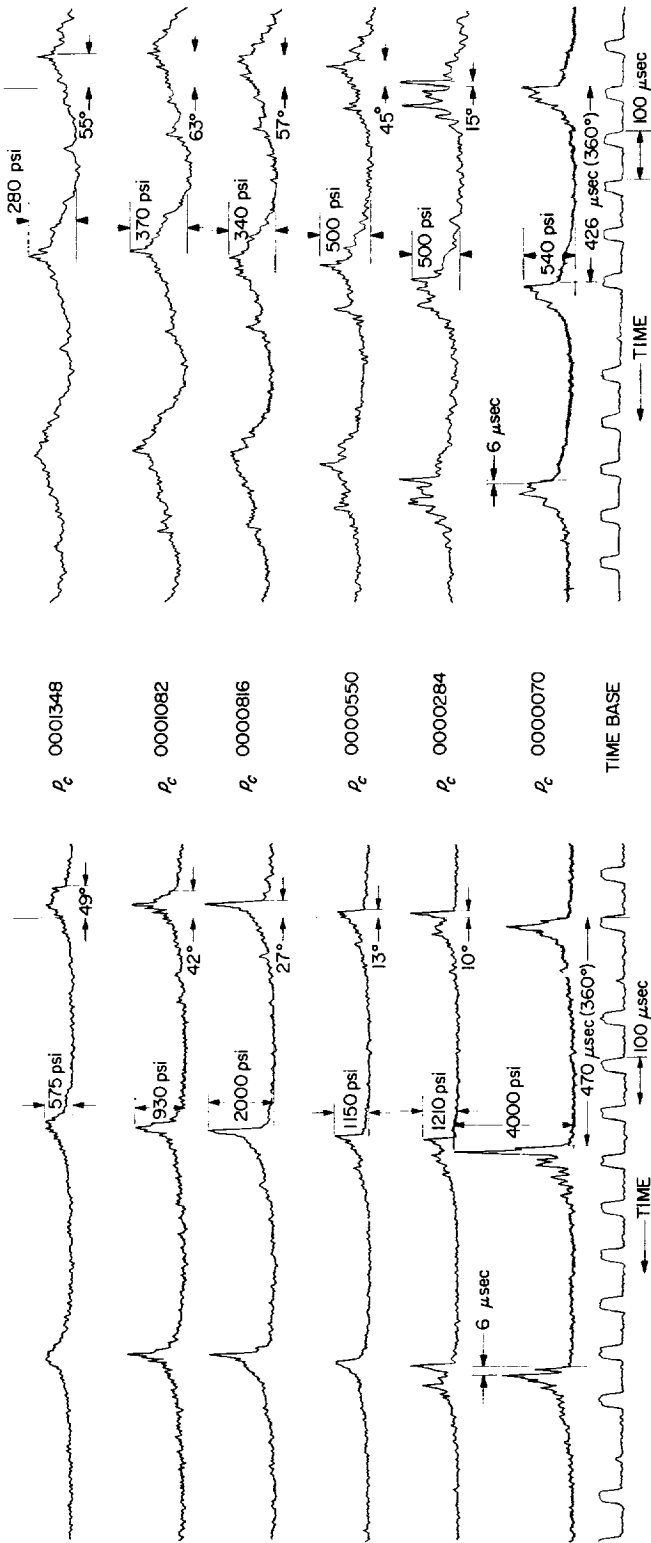 280 psi
55°
370 psi
63°
340 psi
57°
500 psi
45°
500 psi
15°
6 μsec
540 psi
426 μsec (360°)
100 μsec
TIME
Pc 0001348
Pc 0001082
Pc 0000816
Pc 0000550
Pc 0000284
Pc 0000070
TIME BASE
575 psi
49°
930 psi
42°
2000 psi
27°
1150 psi
13°
1210 psi
10°
4000 psi
6 μsec
470 μsec (360°)
100 μsec
TIME